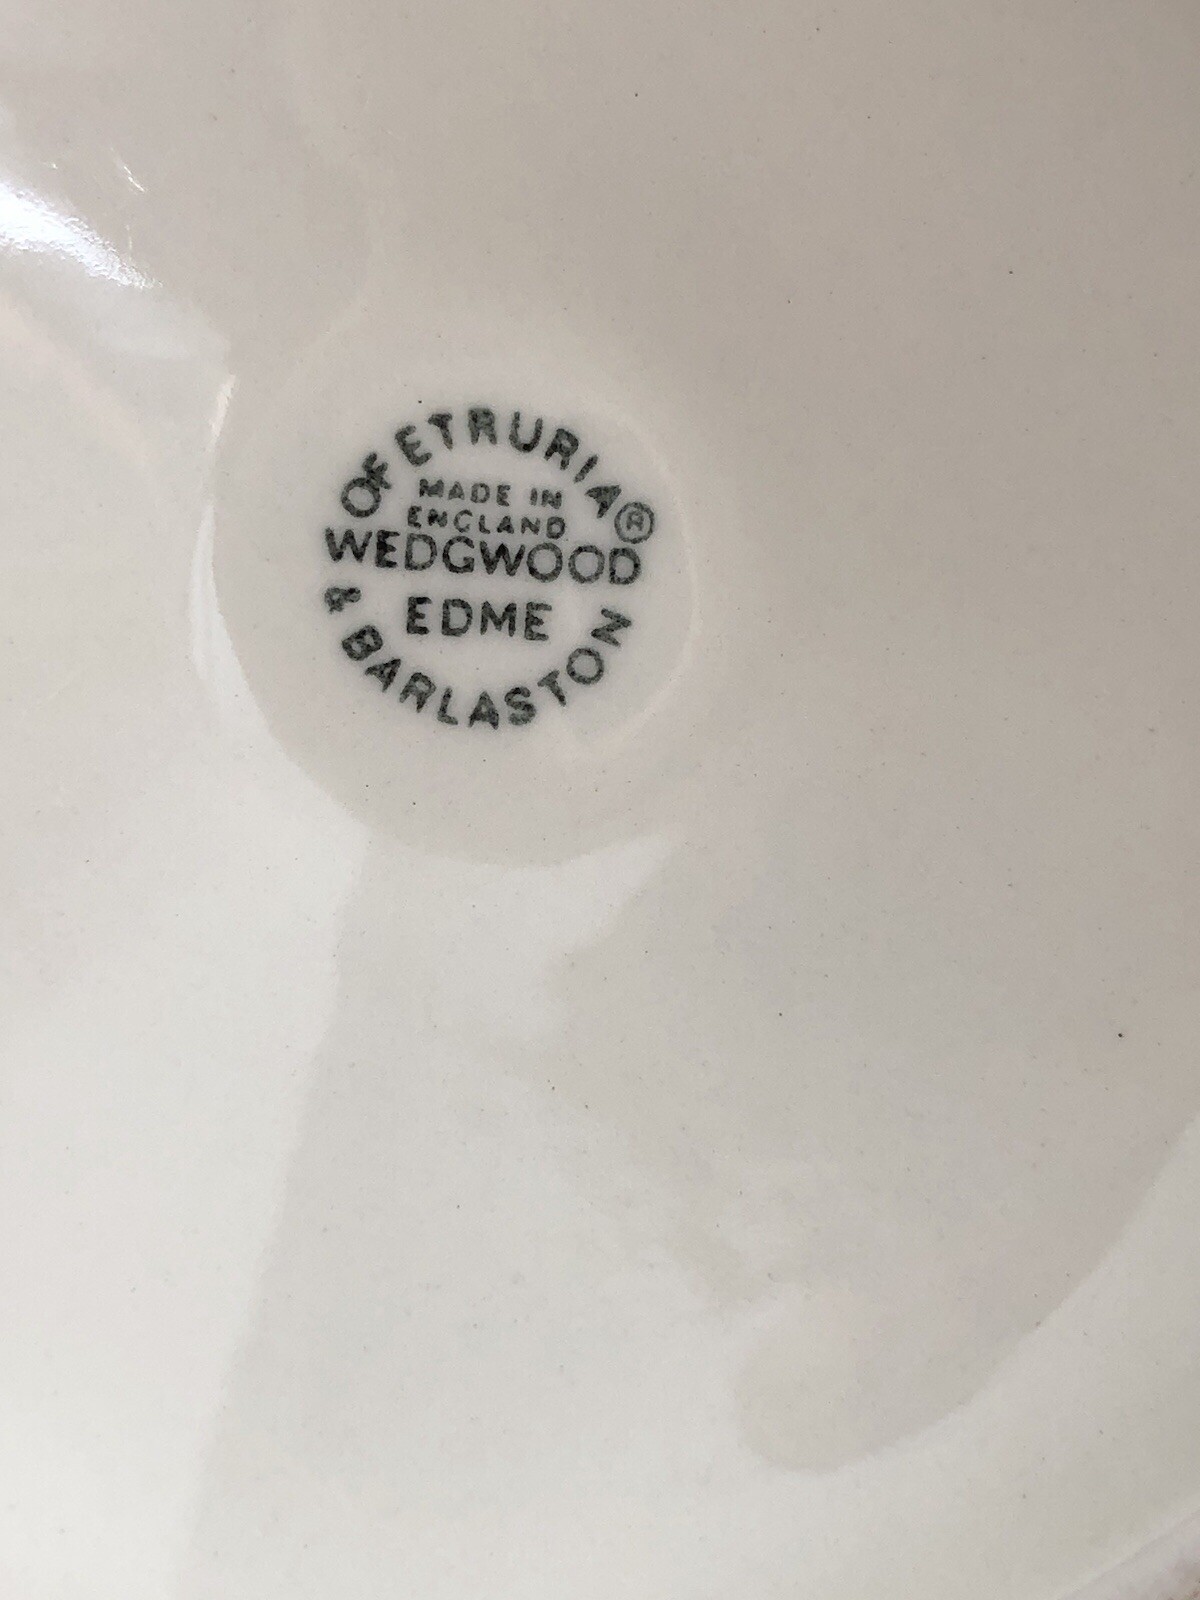 OF ETRURIA ®
MADE IN
ENGLAND
WEDGWOOD
EDME
& BARLASTON